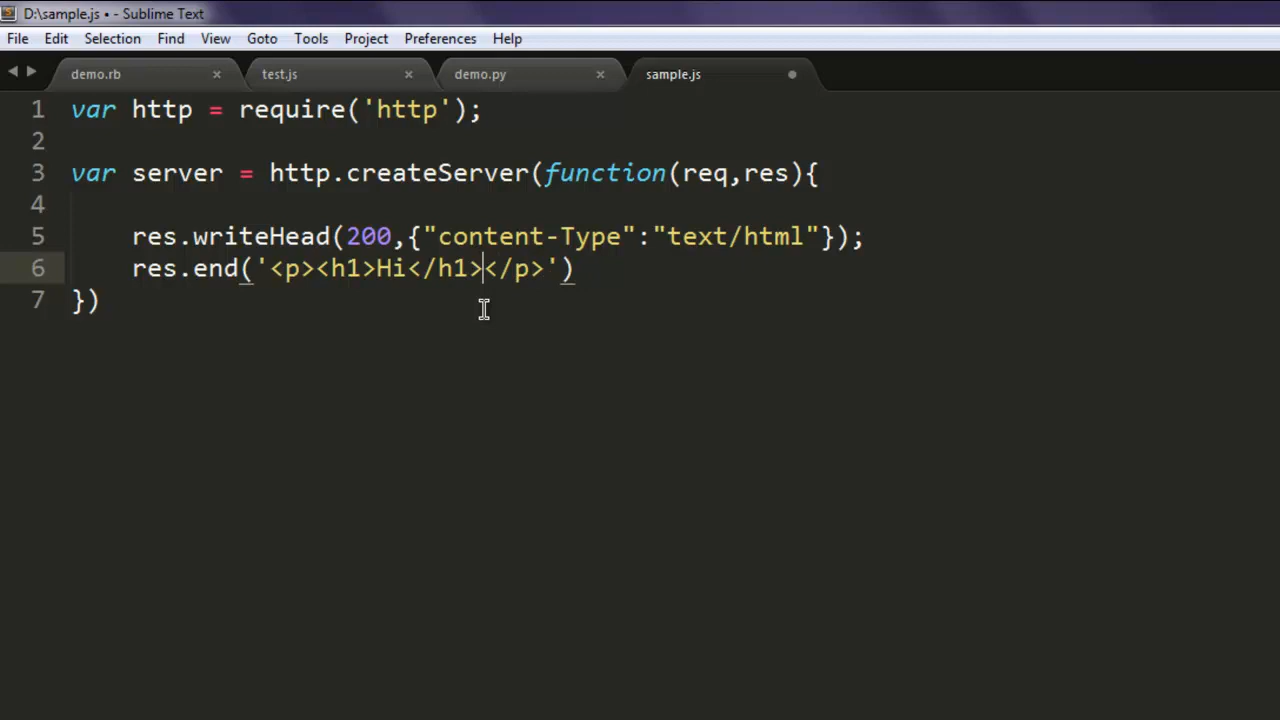 D:\sample.js • - Sublime Text
File Edit Selection Find View Goto Tools Project Preferences Help
demo.rb × test.js × demo.py × sample.js
1 var http = require('http');
2
3 var server = http.createServer(function(req,res){
4
5 res.writeHead(200,{"content-Type":"text/html"});
6 res.end('<p><h1>Hi</h1></p>')
7 })